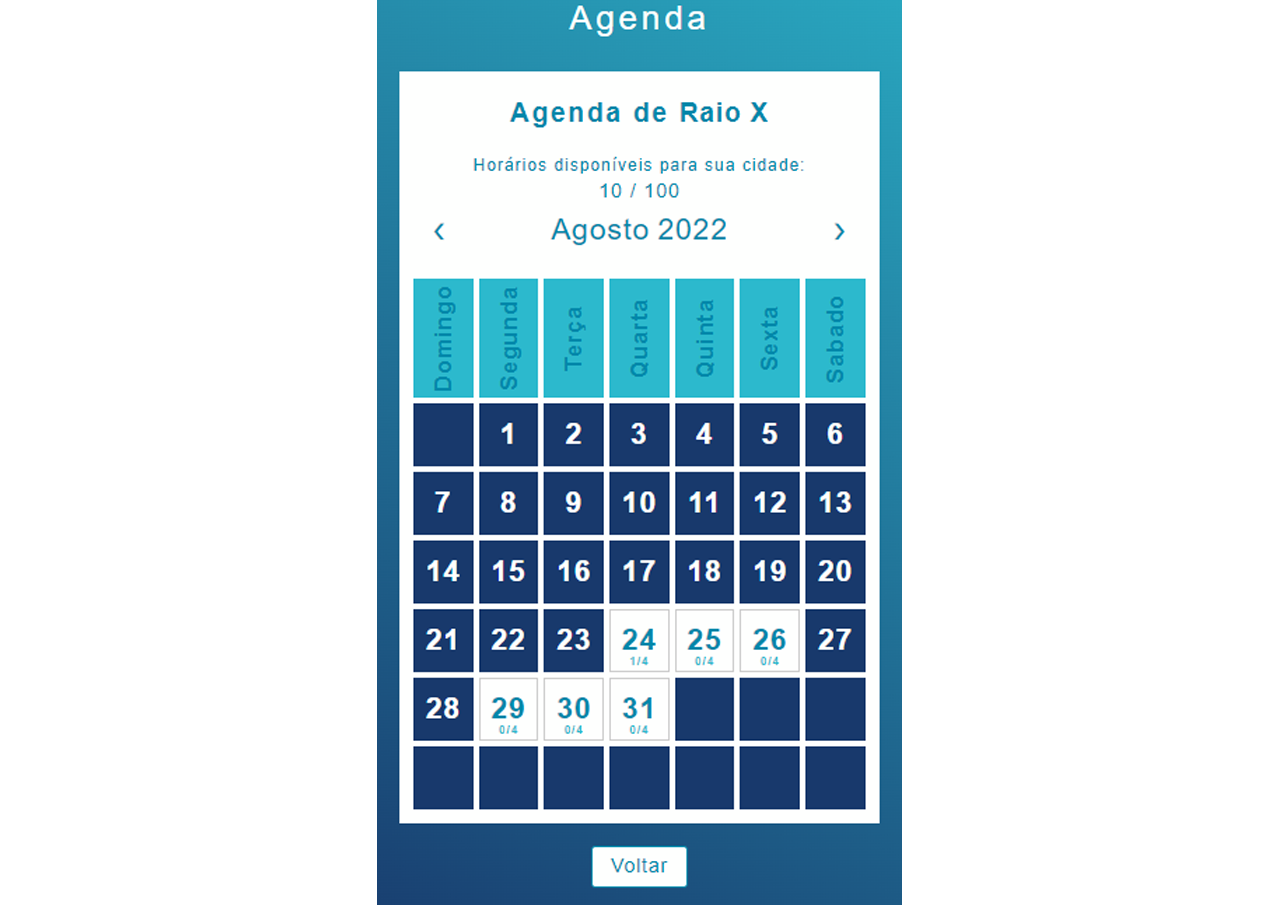 Agenda
Agenda de Raio X
Horários disponíveis para sua cidade:
10 / 100
‹ Agosto 2022 ›
Domingo Segunda Terça Quarta Quinta Sexta Sabado
1 2 3 4 5 6
7 8 9 10 11 12 13
14 15 16 17 18 19 20
21 22 23 24 25 26 27
1/4 0/4 0/4
28 29 30 31
0/4 0/4 0/4
Voltar